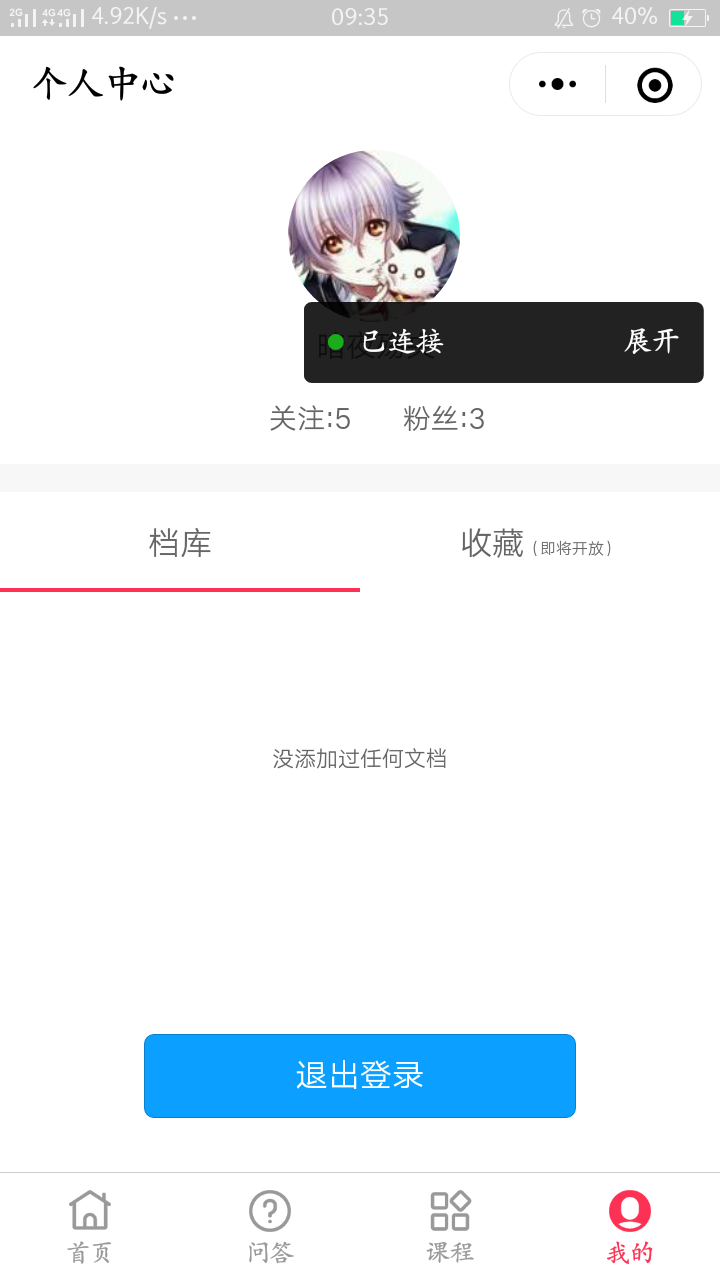 2G 4G 4G 4.92K/s ··· 09:35 40%
个人中心
已连接 展开
关注:5 粉丝:3
档库 收藏(即将开放)
没添加过任何文档
退出登录
首页 问答 课程 我的